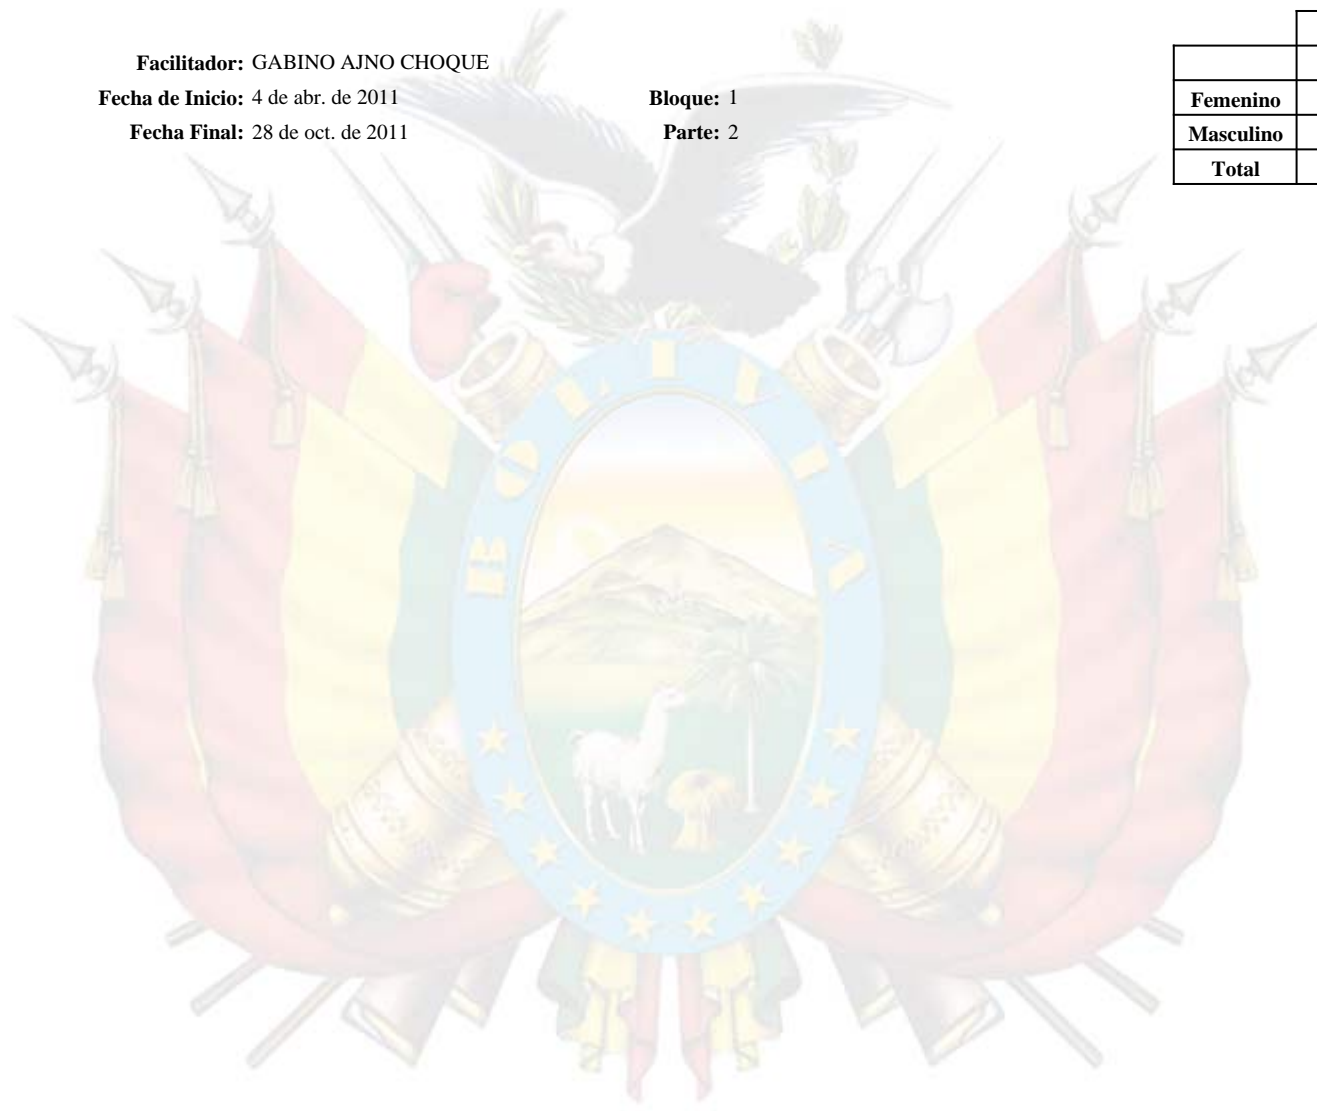 Facilitador: GABINO AJNO CHOQUE
Fecha de Inicio: 4 de abr. de 2011 Bloque: 1
Fecha Final: 28 de oct. de 2011 Parte: 2
Femenino
Masculino
Total
BOLIVIA